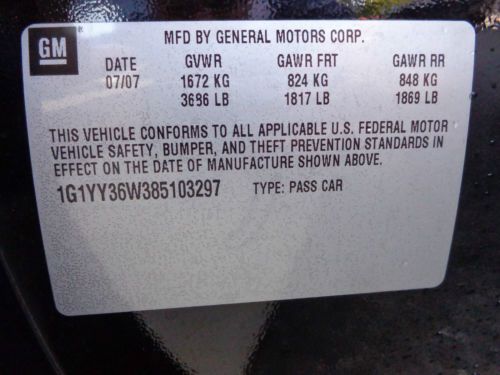 GM
MFD BY GENERAL MOTORS CORP.
DATE GVWR GAWR FRT GAWR RR
07/07 1672 KG 824 KG 848 KG
3686 LB 1817 LB 1869 LB
THIS VEHICLE CONFORMS TO ALL APPLICABLE U.S. FEDERAL MOTOR
VEHICLE SAFETY, BUMPER, AND THEFT PREVENTION STANDARDS IN
EFFECT ON THE DATE OF MANUFACTURE SHOWN ABOVE.
1G1YY36W385103297 TYPE: PASS CAR